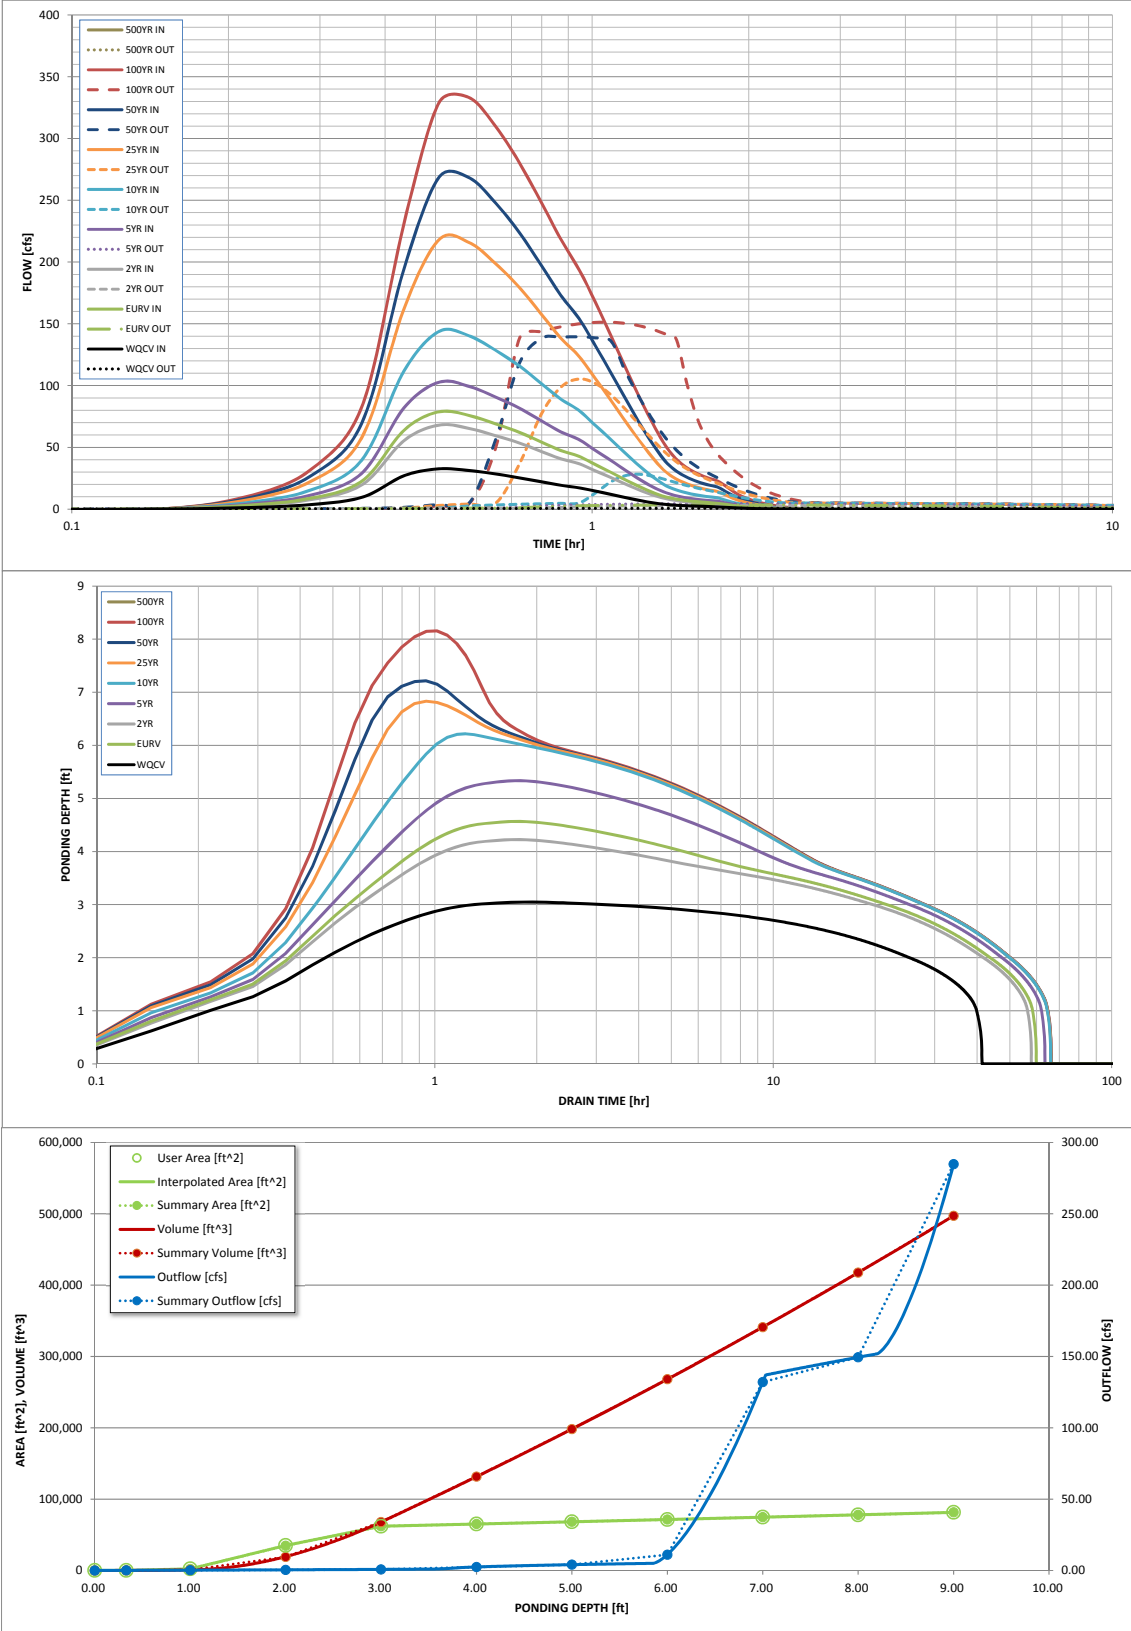 400
350
300
250
200
150
100
50
0
FLOW [cfs]
500YR IN
500YR OUT
100YR IN
100YR OUT
50YR IN
50YR OUT
25YR IN
25YR OUT
10YR IN
10YR OUT
5YR IN
5YR OUT
2YR IN
2YR OUT
EURV IN
EURV OUT
WQCV IN
WQCV OUT
0.1 1 10
TIME [hr]
9
8
7
6
5
4
3
2
1
0
PONDING DEPTH [ft]
500YR
100YR
50YR
25YR
10YR
5YR
2YR
EURV
WQCV
0.1 1 10 100
DRAIN TIME [hr]
600,000
500,000
400,000
300,000
200,000
100,000
0
AREA [ft^2], VOLUME [ft^3]
User Area [ft^2]
Interpolated Area [ft^2]
Summary Area [ft^2]
Volume [ft^3]
Summary Volume [ft^3]
Outflow [cfs]
Summary Outflow [cfs]
300.00
250.00
200.00
150.00
100.00
50.00
0.00
OUTFLOW [cfs]
0.00 1.00 2.00 3.00 4.00 5.00 6.00 7.00 8.00 9.00 10.00
PONDING DEPTH [ft]